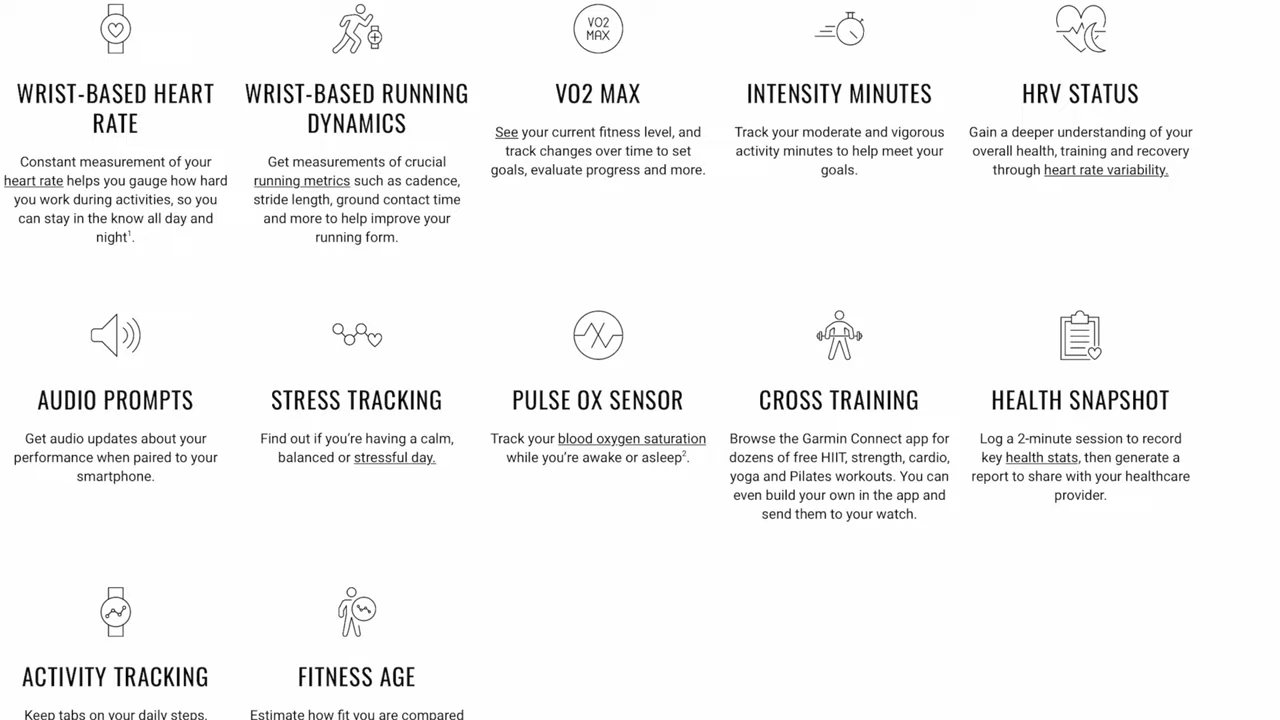 VO2
MAX
WRIST-BASED HEART
RATE
Constant measurement of your
heart rate helps you gauge how hard
you work during activities, so you
can stay in the know all day and
night¹.
WRIST-BASED RUNNING
DYNAMICS
Get measurements of crucial
running metrics such as cadence,
stride length, ground contact time
and more to help improve your
running form.
VO2 MAX
See your current fitness level, and
track changes over time to set
goals, evaluate progress and more.
INTENSITY MINUTES
Track your moderate and vigorous
activity minutes to help meet your
goals.
HRV STATUS
Gain a deeper understanding of your
overall health, training and recovery
through heart rate variability.
AUDIO PROMPTS
Get audio updates about your
performance when paired to your
smartphone.
STRESS TRACKING
Find out if you’re having a calm,
balanced or stressful day.
PULSE OX SENSOR
Track your blood oxygen saturation
while you’re awake or asleep².
CROSS TRAINING
Browse the Garmin Connect app for
dozens of free HIIT, strength, cardio,
yoga and Pilates workouts. You can
even build your own in the app and
send them to your watch.
HEALTH SNAPSHOT
Log a 2-minute session to record
key health stats, then generate a
report to share with your healthcare
provider.
ACTIVITY TRACKING
Keep tabs on your daily steps,
FITNESS AGE
Estimate how fit you are compared